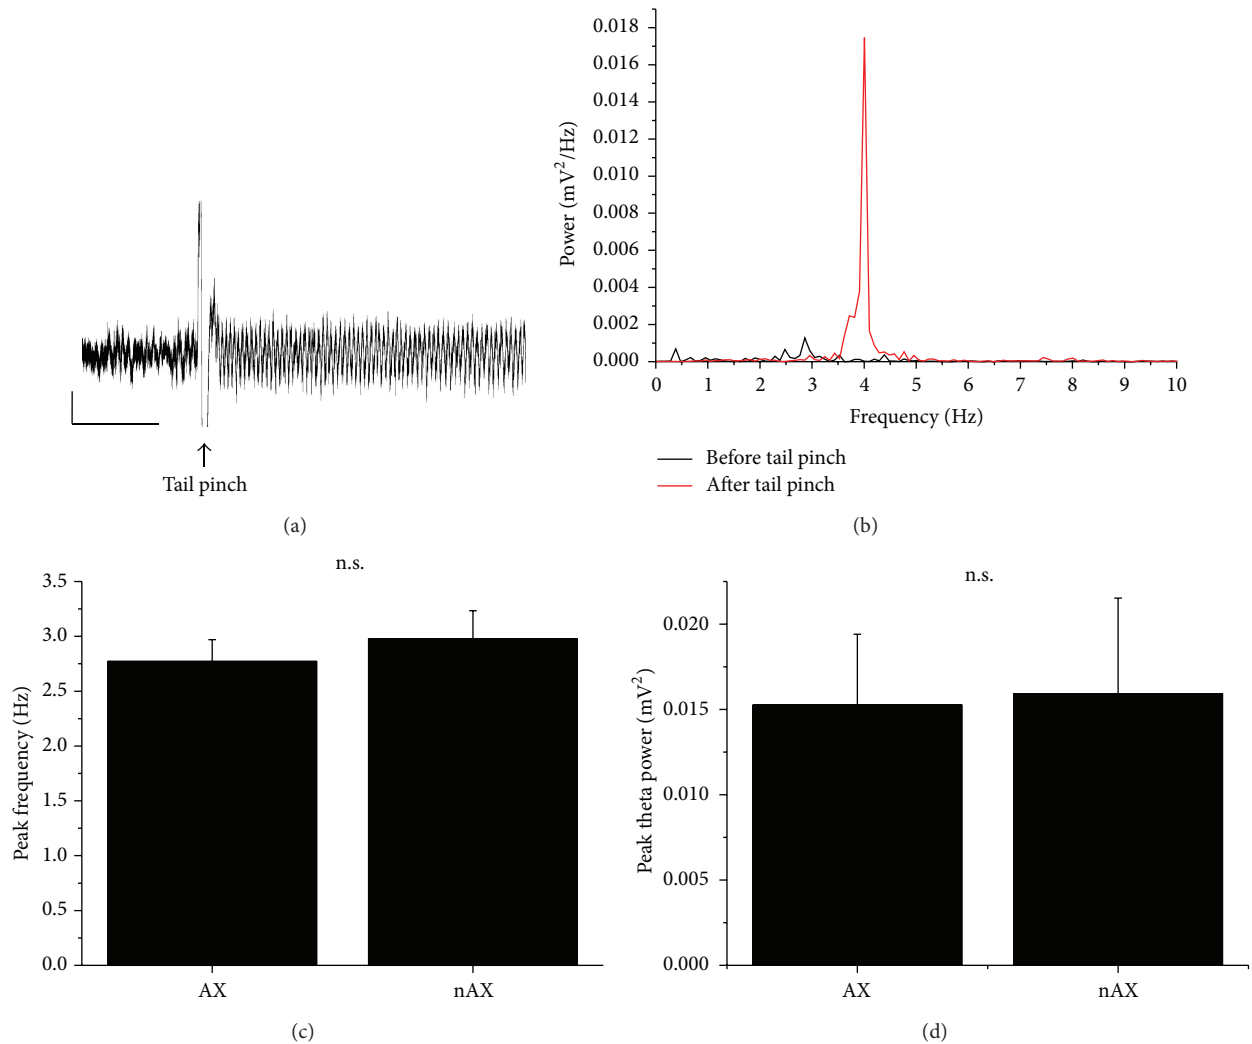 Tail pinch
(a)
0.018
0.016
0.014
0.012
0.010
0.008
0.006
0.004
0.002
0.000
Power (mV²/Hz)
0 1 2 3 4 5 6 7 8 9 10
Frequency (Hz)
Before tail pinch
After tail pinch
(b)
n.s.
3.5
3.0
2.5
2.0
1.5
1.0
0.5
0.0
Peak frequency (Hz)
AX nAX
(c)
n.s.
0.020
0.015
0.010
0.005
0.000
Peak theta power (mV²)
AX nAX
(d)